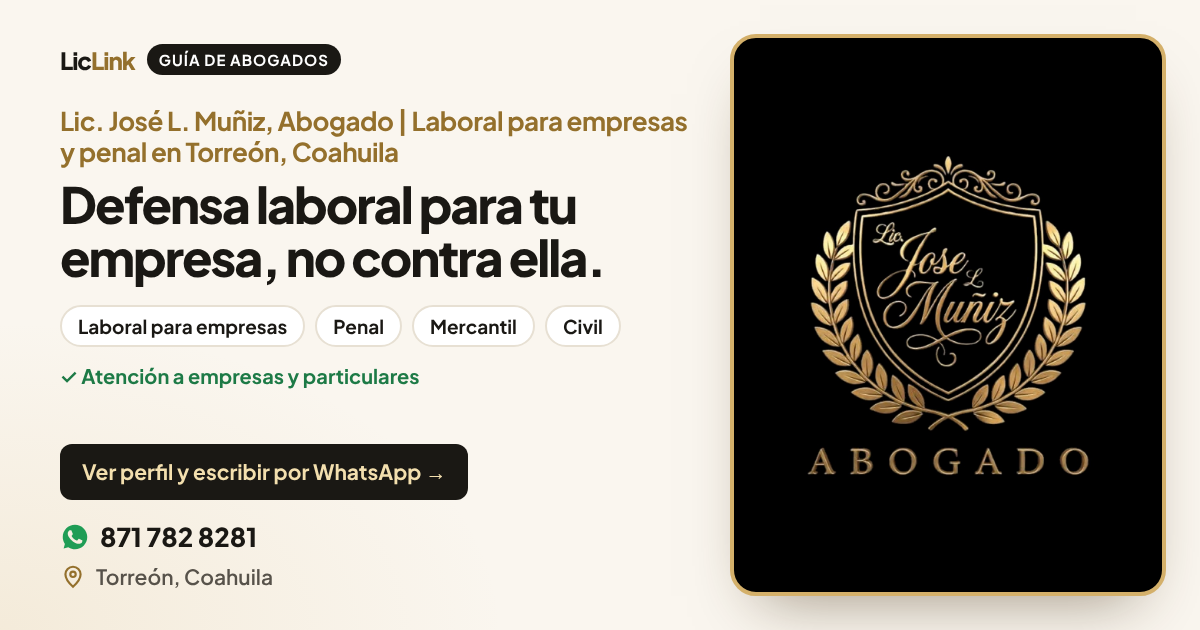 LicLink GUÍA DE ABOGADOS
Lic. José L. Muñiz, Abogado | Laboral para empresas
y penal en Torreón, Coahuila
Defensa laboral para tu
empresa, no contra ella.
Laboral para empresas Penal Mercantil Civil
✓ Atención a empresas y particulares
Ver perfil y escribir por WhatsApp →
871 782 8281
Torreón, Coahuila
Lic.
Jose L
Muñiz
ABOGADO